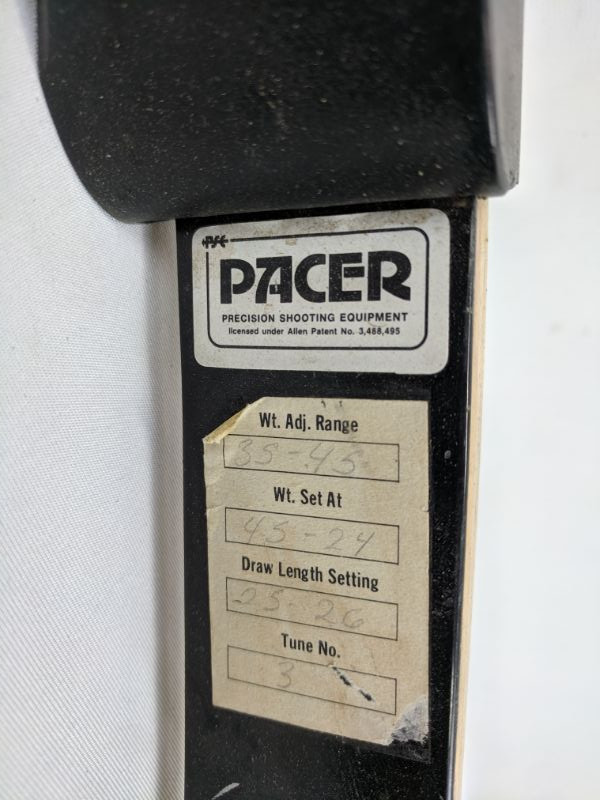 PSE
PACER
PRECISION SHOOTING EQUIPMENT
licensed under Allen Patent No. 3,488,495
Wt. Adj. Range
35-45
Wt. Set At
45-24
Draw Length Setting
25-26
Tune No.
3